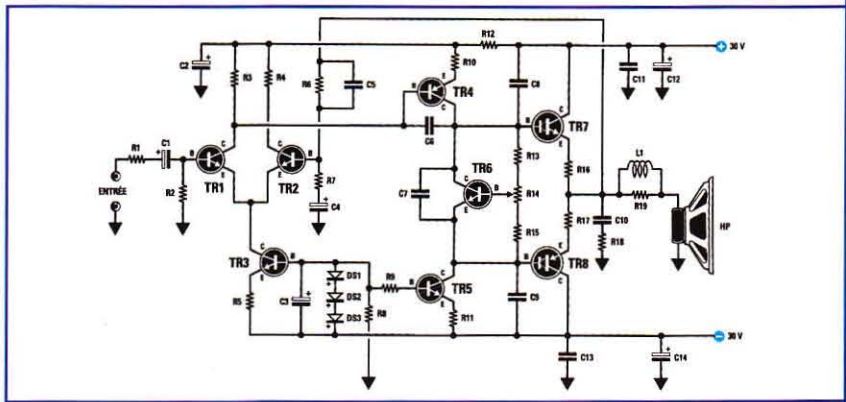 R12
+ 30 V
C2
+
R3
R4
R6
C5
R10
B
E
C
TR4
C8
C11
C12
+
C6
B
C
E
TR7
R1
C1
+
B
C
E
TR1
C
E
B
TR2
R7
C4
+
ENTRÉE
R2
C7
TR6
C
B
E
R13
R14
R15
R16
R17
L1
R19
C10
R18
HP
TR3
C
B
E
R5
C3
+
DS1
DS2
DS3
R9
R8
B
C
E
TR5
R11
B
E
C
TR8
C9
- 30 V
C13
C14
+